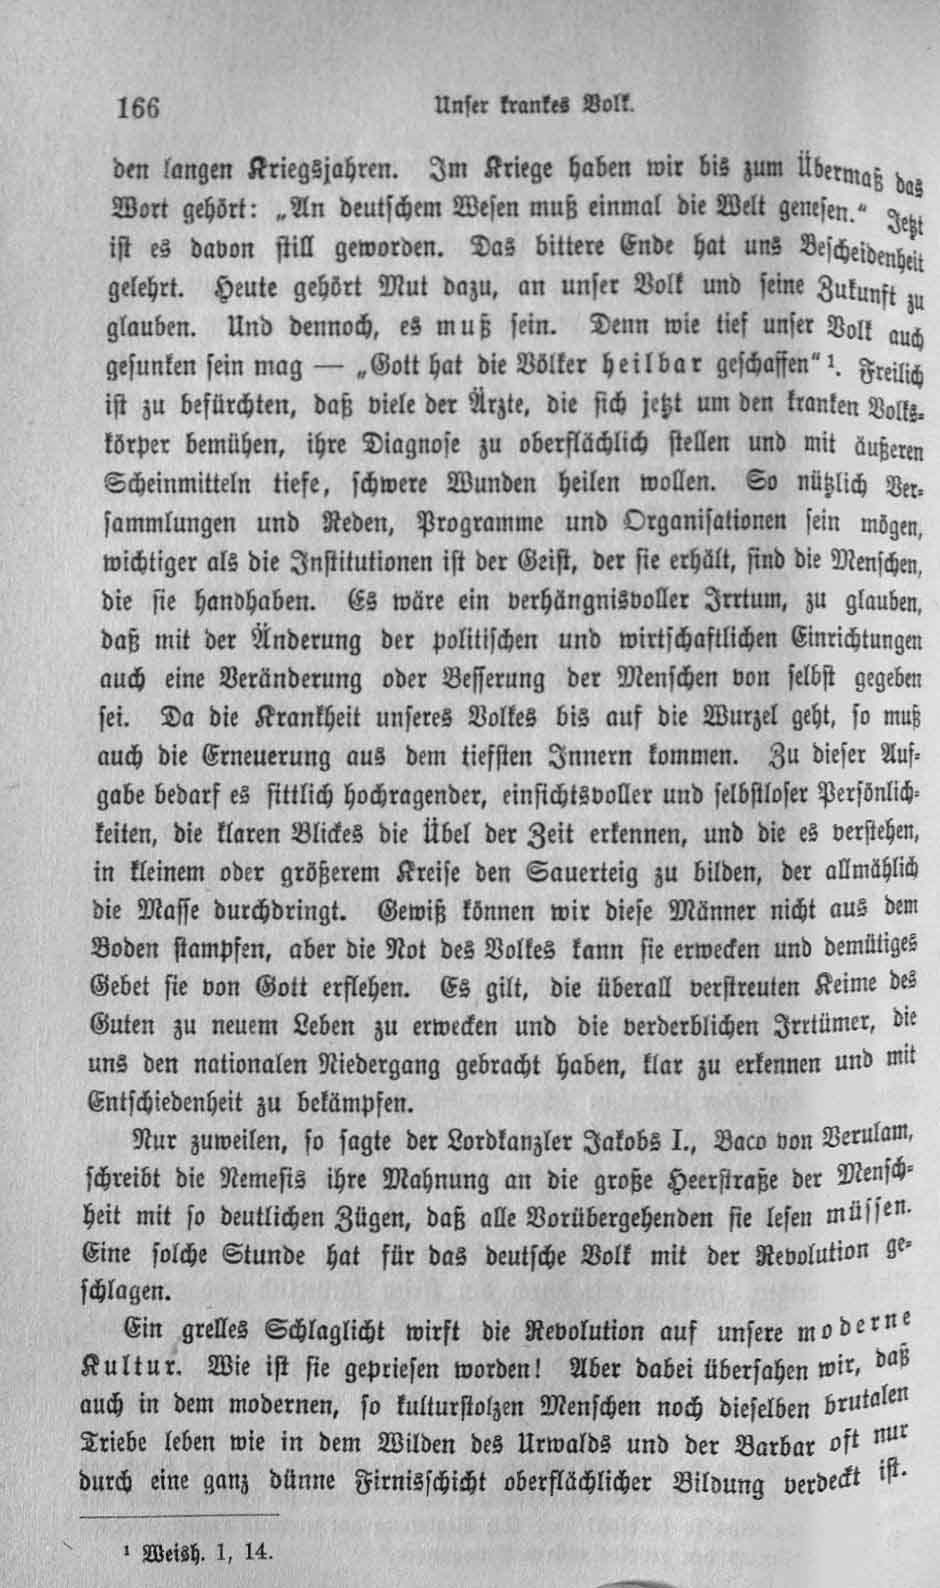 166
Unser krankes Volk.
den langen Kriegsjahren. Im Kriege haben wir bis zum Übermaß das
Wort gehört: „An deutschem Wesen muß einmal die Welt genesen.“ Jetzt
ist es davon still geworden. Das bittere Ende hat uns Bescheidenheit
gelehrt. Heute gehört Mut dazu, an unser Volk und seine Zukunft zu
glauben. Und dennoch, es muß sein. Denn wie tief unser Volk auch
gesunken sein mag — „Gott hat die Völker heilbar geschaffen“¹. Freilich
ist zu befürchten, daß viele der Ärzte, die sich jetzt um den kranken Volks-
körper bemühen, ihre Diagnose zu oberflächlich stellen und mit äußeren
Scheinmitteln tiefe, schwere Wunden heilen wollen. So nützlich Ver-
sammlungen und Reden, Programme und Organisationen sein mögen,
wichtiger als die Institutionen ist der Geist, der sie erhält, sind die Menschen,
die sie handhaben. Es wäre ein verhängnisvoller Irrtum, zu glauben,
daß mit der Änderung der politischen und wirtschaftlichen Einrichtungen
auch eine Veränderung oder Besserung der Menschen von selbst gegeben
sei. Da die Krankheit unseres Volkes bis auf die Wurzel geht, so muß
auch die Erneuerung aus dem tiefsten Innern kommen. Zu dieser Auf-
gabe bedarf es sittlich hochragender, einsichtsvoller und selbstloser Persönlich-
keiten, die klaren Blickes die Übel der Zeit erkennen, und die es verstehen,
in kleinem oder größerem Kreise den Sauerteig zu bilden, der allmählich
die Masse durchdringt. Gewiß können wir diese Männer nicht aus dem
Boden stampfen, aber die Not des Volkes kann sie erwecken und demütiges
Gebet sie von Gott erflehen. Es gilt, die überall verstreuten Keime des
Guten zu neuem Leben zu erwecken und die verderblichen Irrtümer, die
uns den nationalen Niedergang gebracht haben, klar zu erkennen und mit
Entschiedenheit zu bekämpfen.
Nur zuweilen, so sagte der Lordkanzler Jakobs I., Baco von Verulam,
schreibt die Nemesis ihre Mahnung an die große Heerstraße der Mensch-
heit mit so deutlichen Zügen, daß alle Vorübergehenden sie lesen müssen.
Eine solche Stunde hat für das deutsche Volk mit der Revolution ge-
schlagen.
Ein grelles Schlaglicht wirft die Revolution auf unsere moderne
Kultur. Wie ist sie gepriesen worden! Aber dabei übersahen wir, daß
auch in dem modernen, so kulturstolzen Menschen noch dieselben brutalen
Triebe leben wie in dem Wilden des Urwalds und der Barbar oft nur
durch eine ganz dünne Firnisschicht oberflächlicher Bildung verdeckt ist.
¹ Weish. 1, 14.